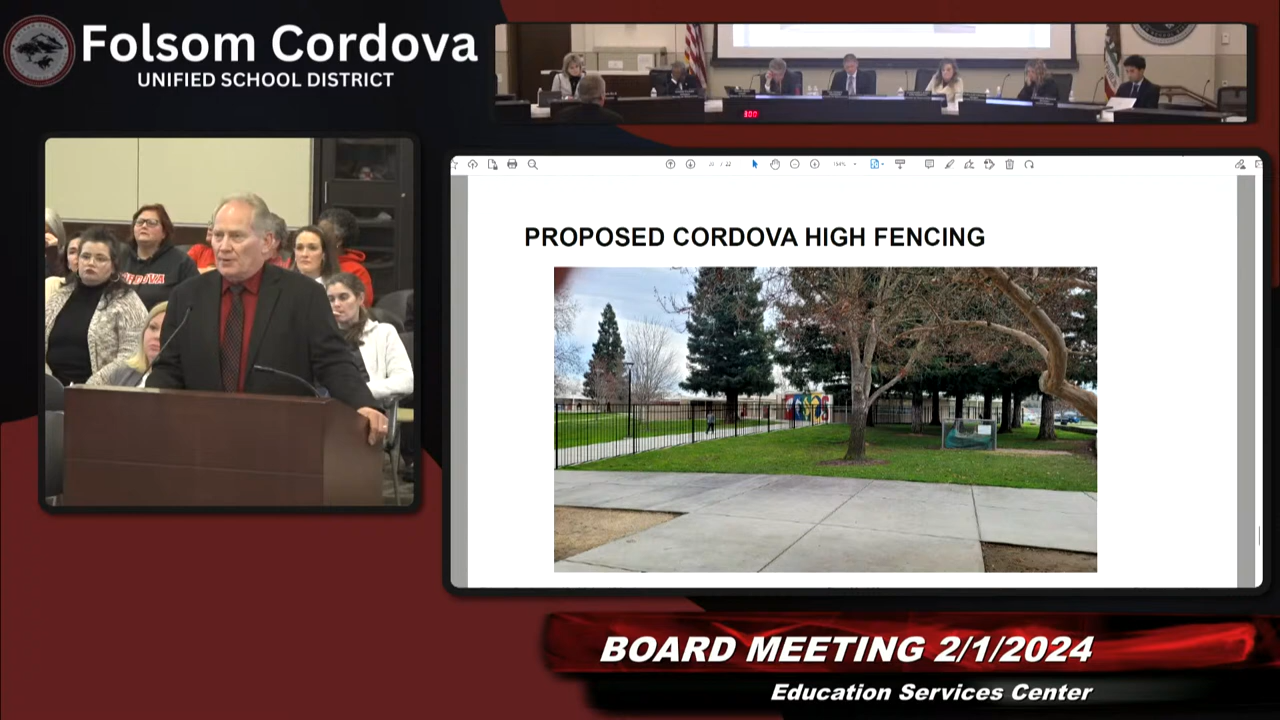 Folsom Cordova
UNIFIED SCHOOL DISTRICT
PROPOSED CORDOVA HIGH FENCING
BOARD MEETING 2/1/2024
Education Services Center